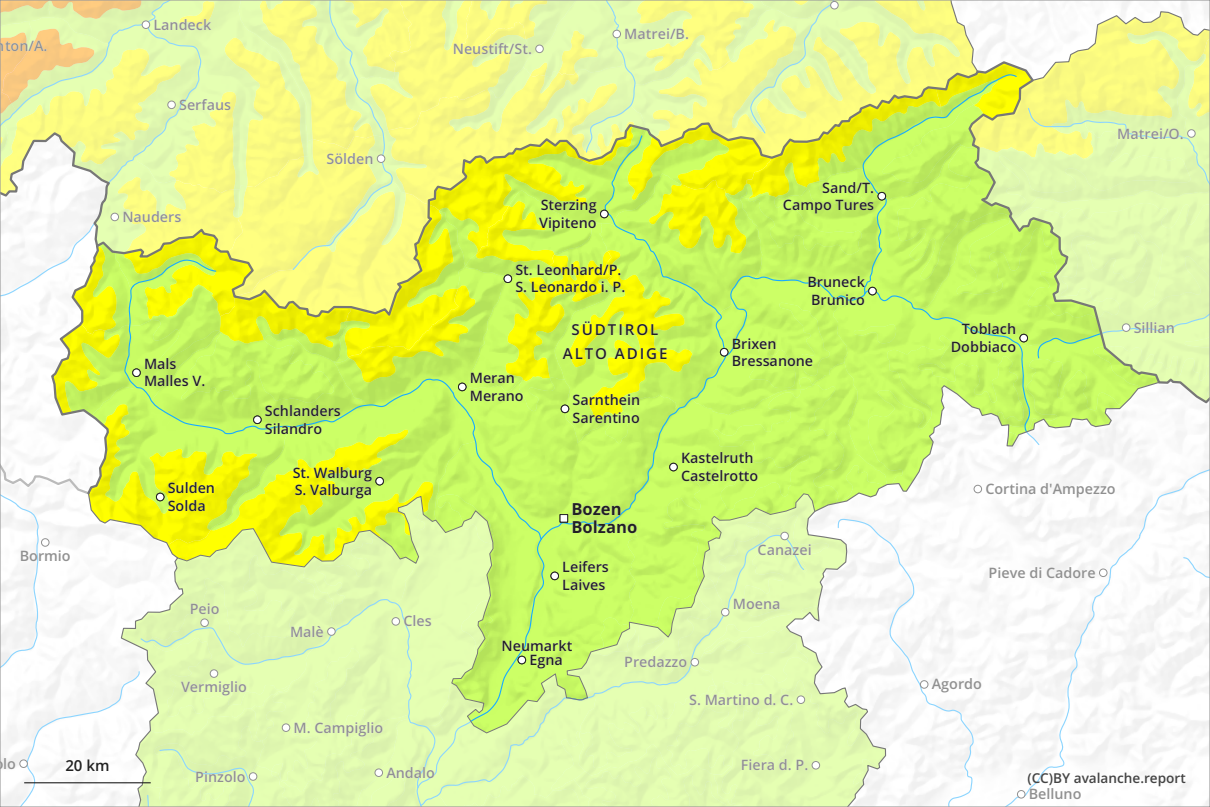 Landeck
Matrei/B.
nton/A.
Neustift/St.
Serfaus
Matrei/O.
Sölden
Sand/T.
Campo Tures
Sterzing
Vipiteno
Nauders
St. Leonhard/P.
S. Leonardo i. P.
Bruneck
Brunico
SÜDTIROL
ALTO ADIGE
Toblach
Dobbiaco
Sillian
Brixen
Bressanone
Mals
Malles V.
Meran
Merano
Sarnthein
Sarentino
Schlanders
Silandro
Kastelruth
Castelrotto
St. Walburg
S. Valburga
Sulden
Solda
Cortina d'Ampezzo
Bozen
Bolzano
Bormio
Canazei
Leifers
Laives
Pieve di Cadore
Peio
Moena
Cles
Malè
Neumarkt
Egna
Predazzo
Vermiglio
Agordo
S. Martino d. C.
M. Campiglio
20 km
lo
Pinzolo
Andalo
Fiera d. P.
(CC)BY avalanche.report
Belluno